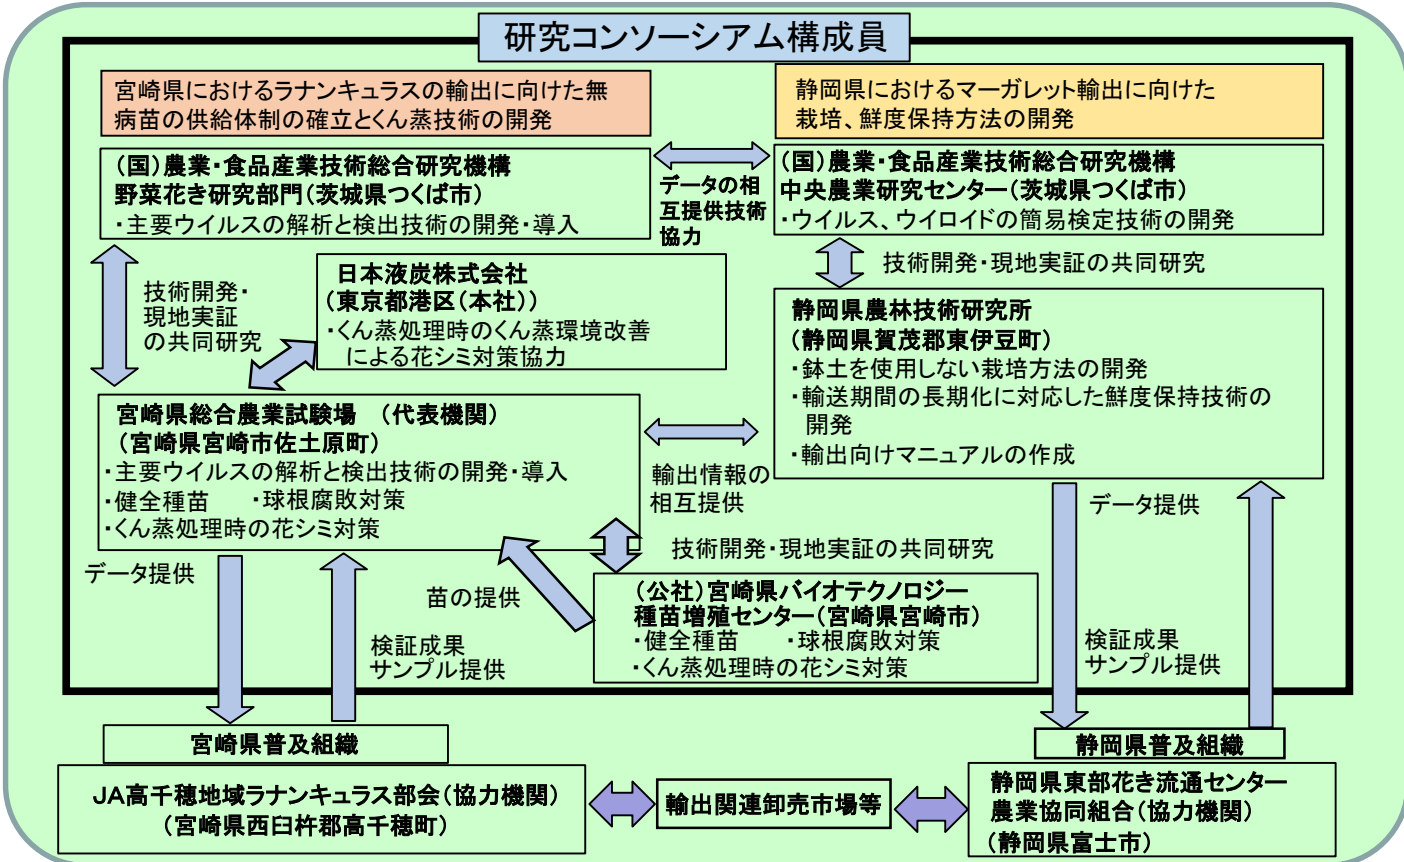 研究コンソーシアム構成員
宮崎県におけるラナンキュラスの輸出に向けた無
病苗の供給体制の確立とくん蒸技術の開発
静岡県におけるマーガレット輸出に向けた
栽培、鮮度保持方法の開発
(国)農業・食品産業技術総合研究機構
野菜花き研究部門(茨城県つくば市)
・主要ウイルスの解析と検出技術の開発・導入
データの相
互提供技術
協力
(国)農業・食品産業技術総合研究機構
中央農業研究センター(茨城県つくば市)
・ウイルス、ウイロイドの簡易検定技術の開発
技術開発・
現地実証
の共同研究
日本液炭株式会社
(東京都港区(本社))
・くん蒸処理時のくん蒸環境改善
による花シミ対策協力
技術開発・現地実証の共同研究
静岡県農林技術研究所
(静岡県賀茂郡東伊豆町)
・鉢土を使用しない栽培方法の開発
・輸送期間の長期化に対応した鮮度保持技術の
開発
・輸出向けマニュアルの作成
宮崎県総合農業試験場 (代表機関)
(宮崎県宮崎市佐土原町)
・主要ウイルスの解析と検出技術の開発・導入
・健全種苗 ・球根腐敗対策
・くん蒸処理時の花シミ対策
輸出情報の
相互提供
技術開発・現地実証の共同研究
データ提供
苗の提供
(公社)宮崎県バイオテクノロジー
種苗増殖センター(宮崎県宮崎市)
・健全種苗 ・球根腐敗対策
・くん蒸処理時の花シミ対策
検証成果
サンプル提供
データ提供
検証成果
サンプル提供
宮崎県普及組織
JA高千穂地域ラナンキュラス部会(協力機関)
(宮崎県西臼杵郡高千穂町)
輸出関連卸売市場等
静岡県普及組織
静岡県東部花き流通センター
農業協同組合(協力機関)
(静岡県富士市)